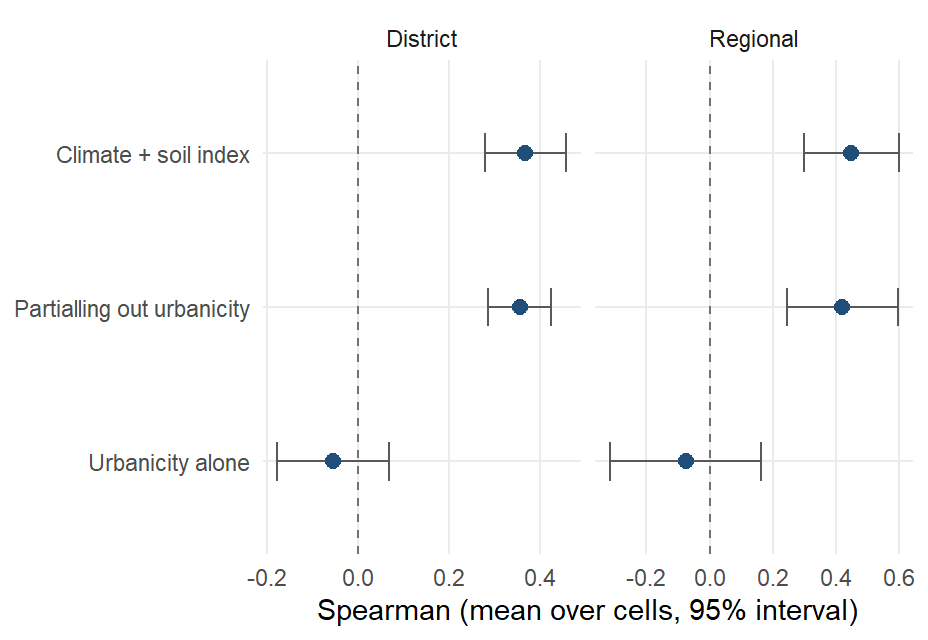 District
Regional
Climate + soil index
Partialling out urbanicity
Urbanicity alone
-0.2 0.0 0.2 0.4
-0.2 0.0 0.2 0.4 0.6
Spearman (mean over cells, 95% interval)